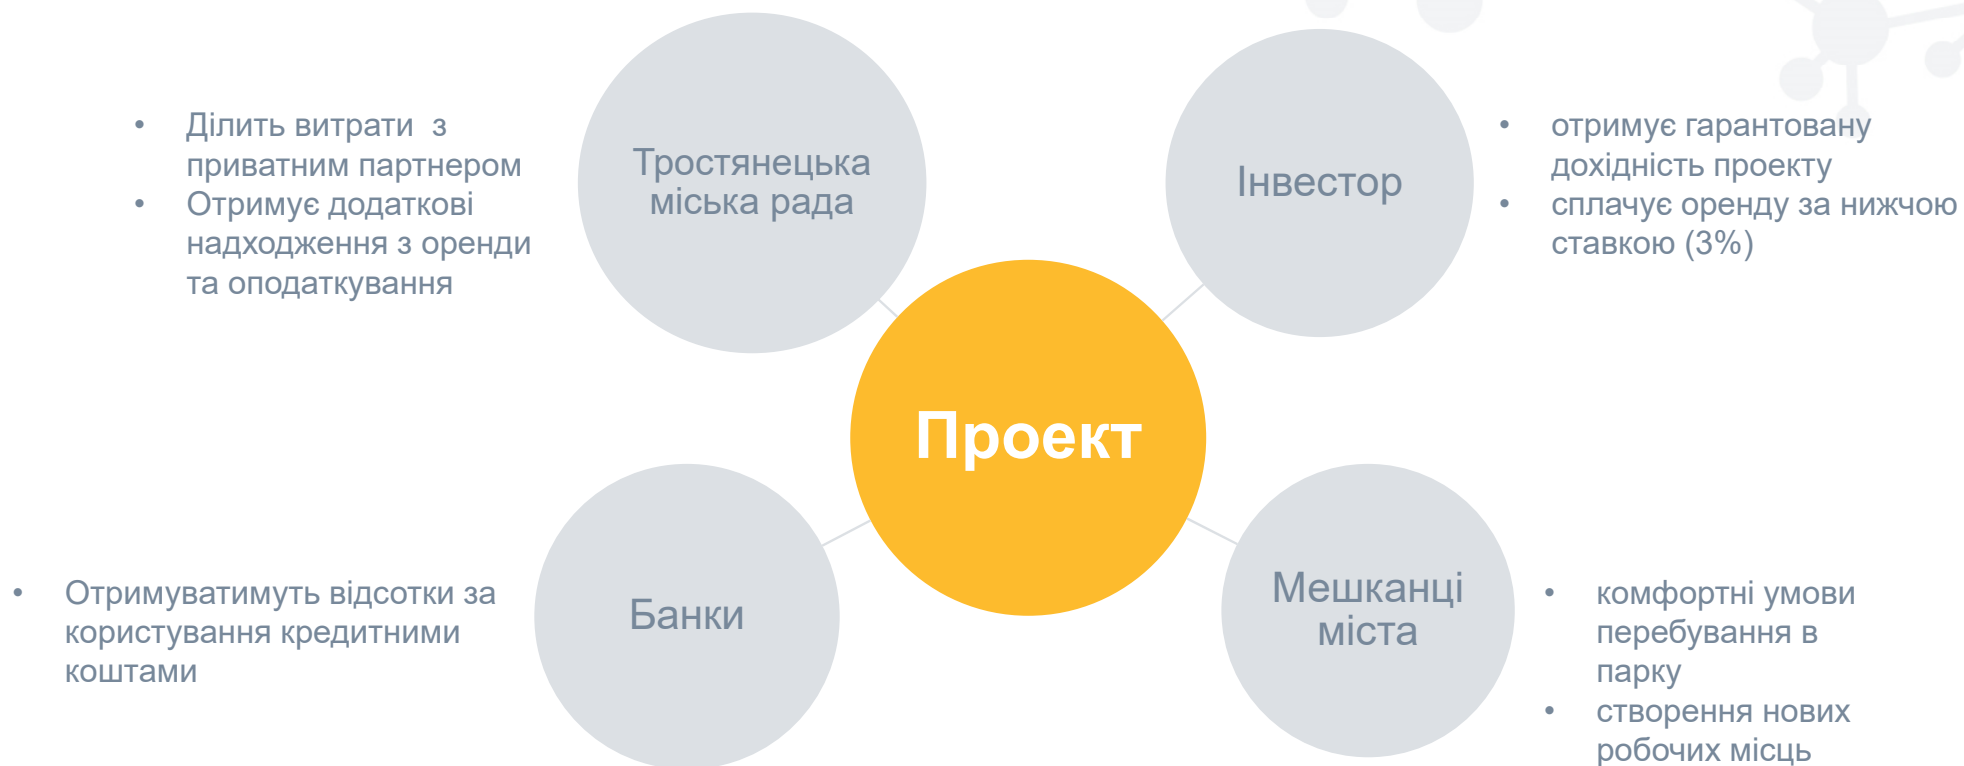 • Ділить витрати з
приватним партнером
• Отримує додаткові
надходження з оренди
та оподаткування
Тростянецька
міська рада
Інвестор
• отримує гарантовану
дохідність проекту
• сплачує оренду за нижчою
ставкою (3%)
Проект
• Отримуватимуть відсотки за
користування кредитними
коштами
Банки
Мешканці
міста
• комфортні умови
перебування в
парку
• створення нових
робочих місць